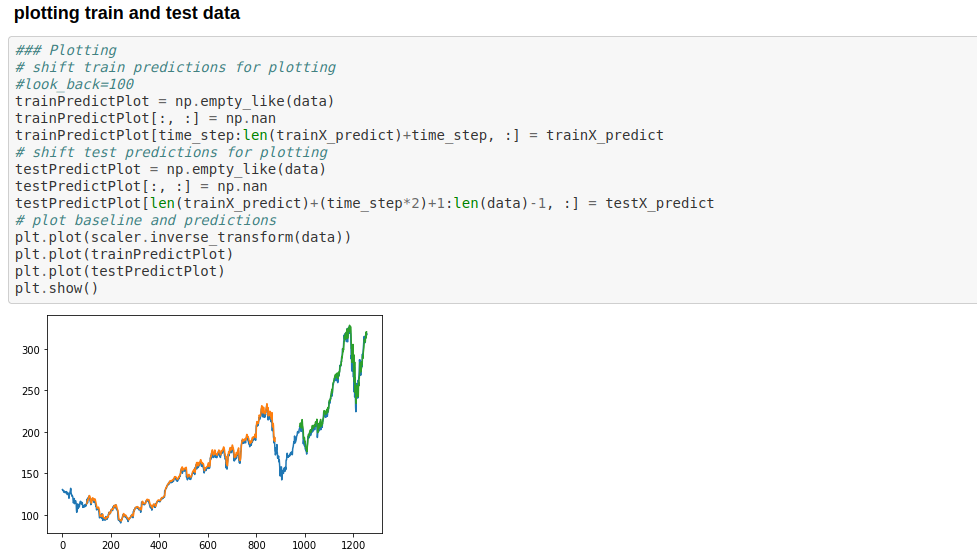 plotting train and test data
### Plotting
# shift train predictions for plotting
#look_back=100
trainPredictPlot = np.empty_like(data)
trainPredictPlot[:, :] = np.nan
trainPredictPlot[time_step:len(trainX_predict)+time_step, :] = trainX_predict
# shift test predictions for plotting
testPredictPlot = np.empty_like(data)
testPredictPlot[:, :] = np.nan
testPredictPlot[len(trainX_predict)+(time_step*2)+1:len(data)-1, :] = testX_predict
# plot baseline and predictions
plt.plot(scaler.inverse_transform(data))
plt.plot(trainPredictPlot)
plt.plot(testPredictPlot)
plt.show()
300
250
200
150
100
0 200 400 600 800 1000 1200